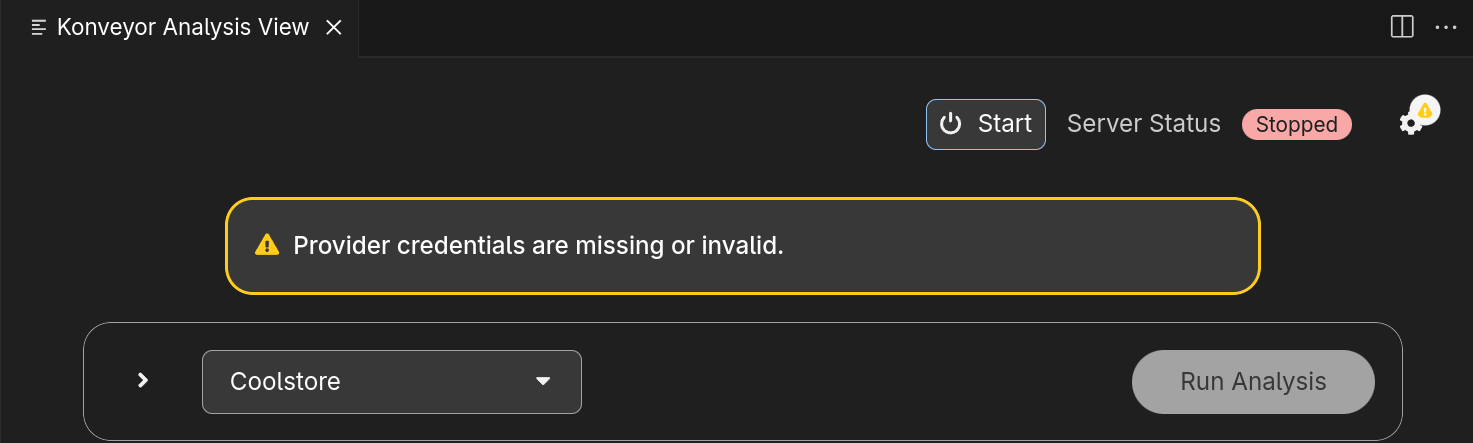 Konveyor Analysis View
Start Server Status Stopped
Provider credentials are missing or invalid.
Coolstore Run Analysis